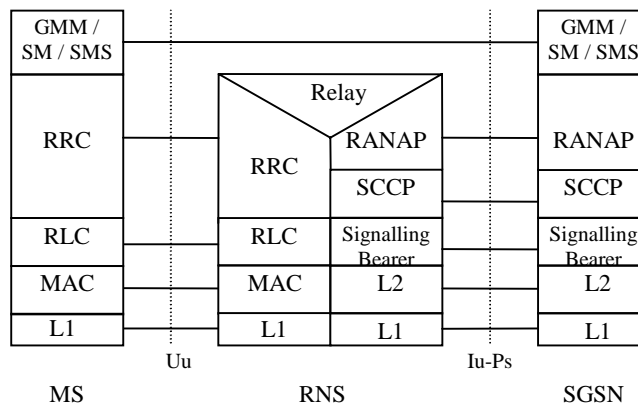 GMM /
SM / SMS
GMM /
SM / SMS
Relay
RRC
RRC
RANAP
RANAP
SCCP
SCCP
RLC
RLC
Signalling
Bearer
Signalling
Bearer
MAC
MAC
L2
L2
L1
L1
L1
L1
Uu
Iu-Ps
MS
RNS
SGSN